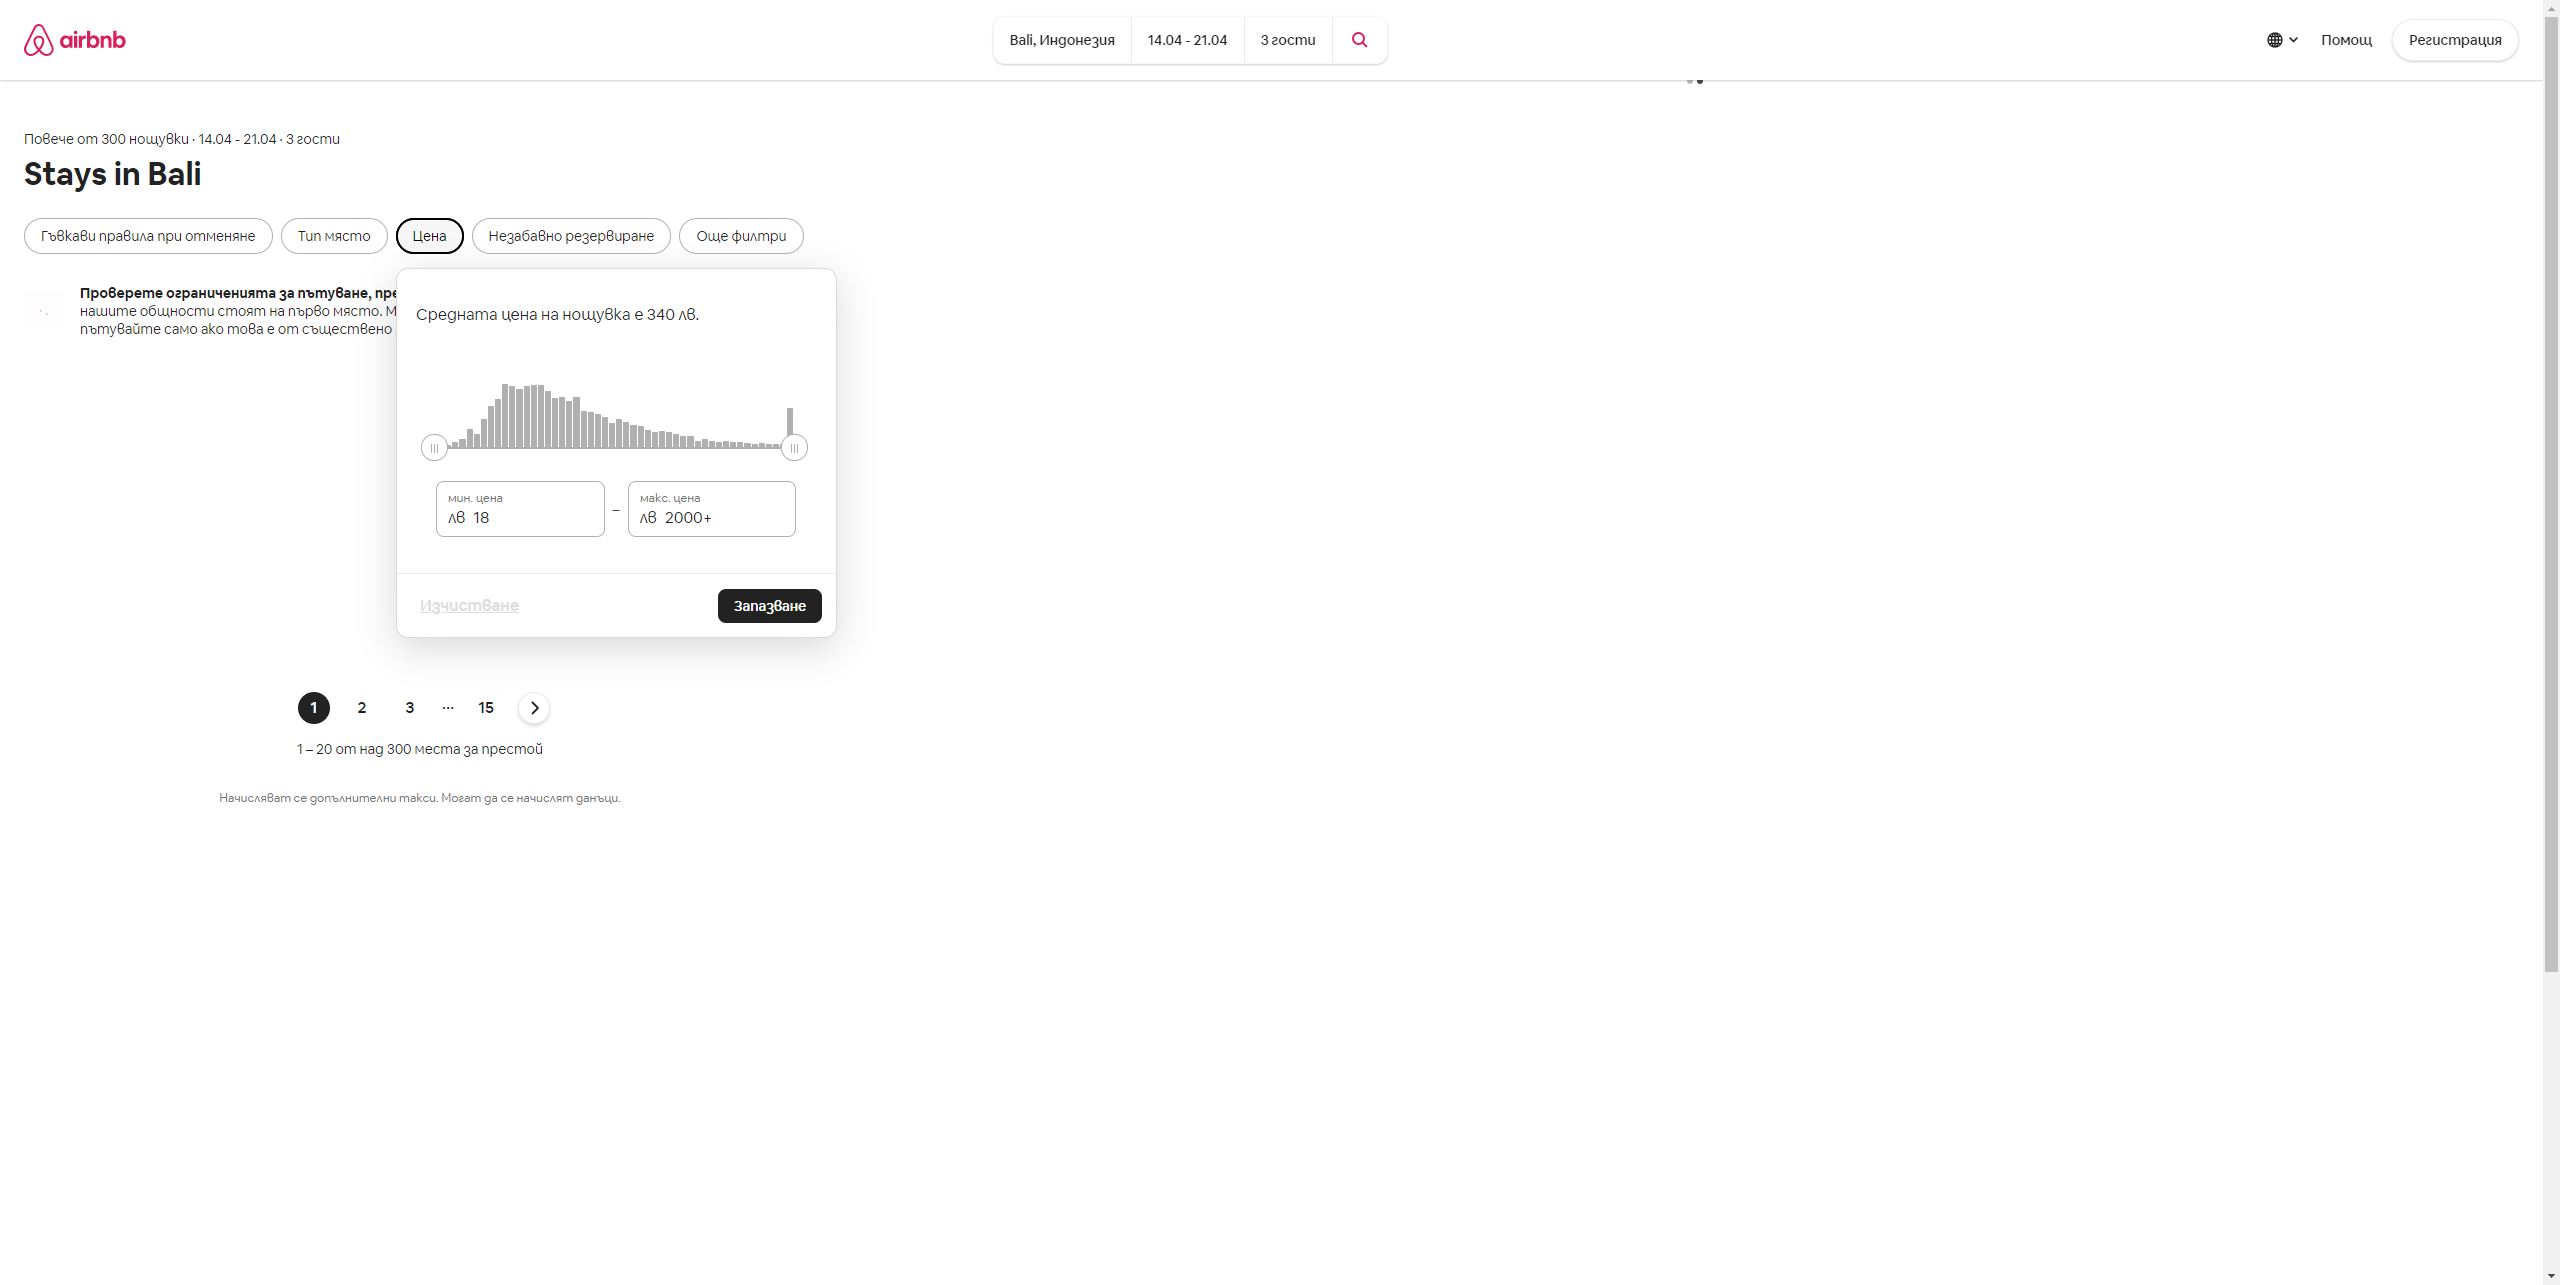 airbnb
Bali, Индонезия
14.04 - 21.04
3 гости
Помощ
Регистрация
Повече от 300 нощувки · 14.04 - 21.04 · 3 гости
Stays in Bali
Гъвкави правила при отменяне
Тип място
Цена
Незабавно резервиране
Още филтри
Проверете ограниченията за пътуване,
нашите общности стоят на първо място.
пътувайте само ако това е от съществено
Средната цена на нощувка е 340 лв.
мин. цена
лв 18
–
макс. цена
лв 2000+
Изчистване
Запазване
1 2 3 ... 15
1 – 20 от над 300 места за престой
Начисляват се допълнителни такси. Могат да се начислят данъци.